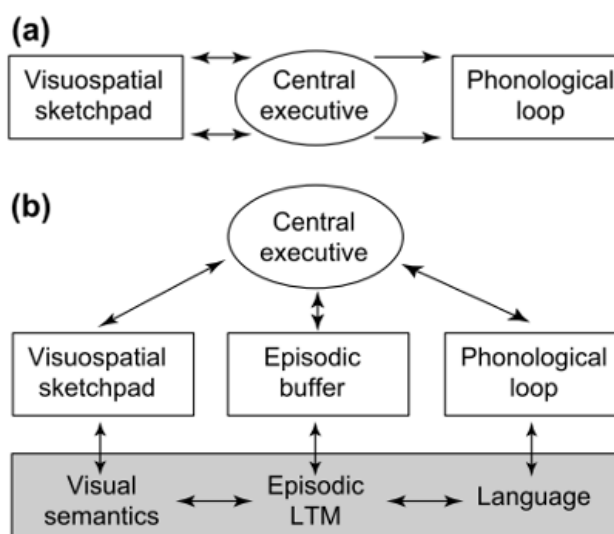 (a)
Visuospatial
sketchpad
Central
executive
Phonological
loop
(b)
Central
executive
Visuospatial
sketchpad
Episodic
buffer
Phonological
loop
Visual
semantics
Episodic
LTM
Language